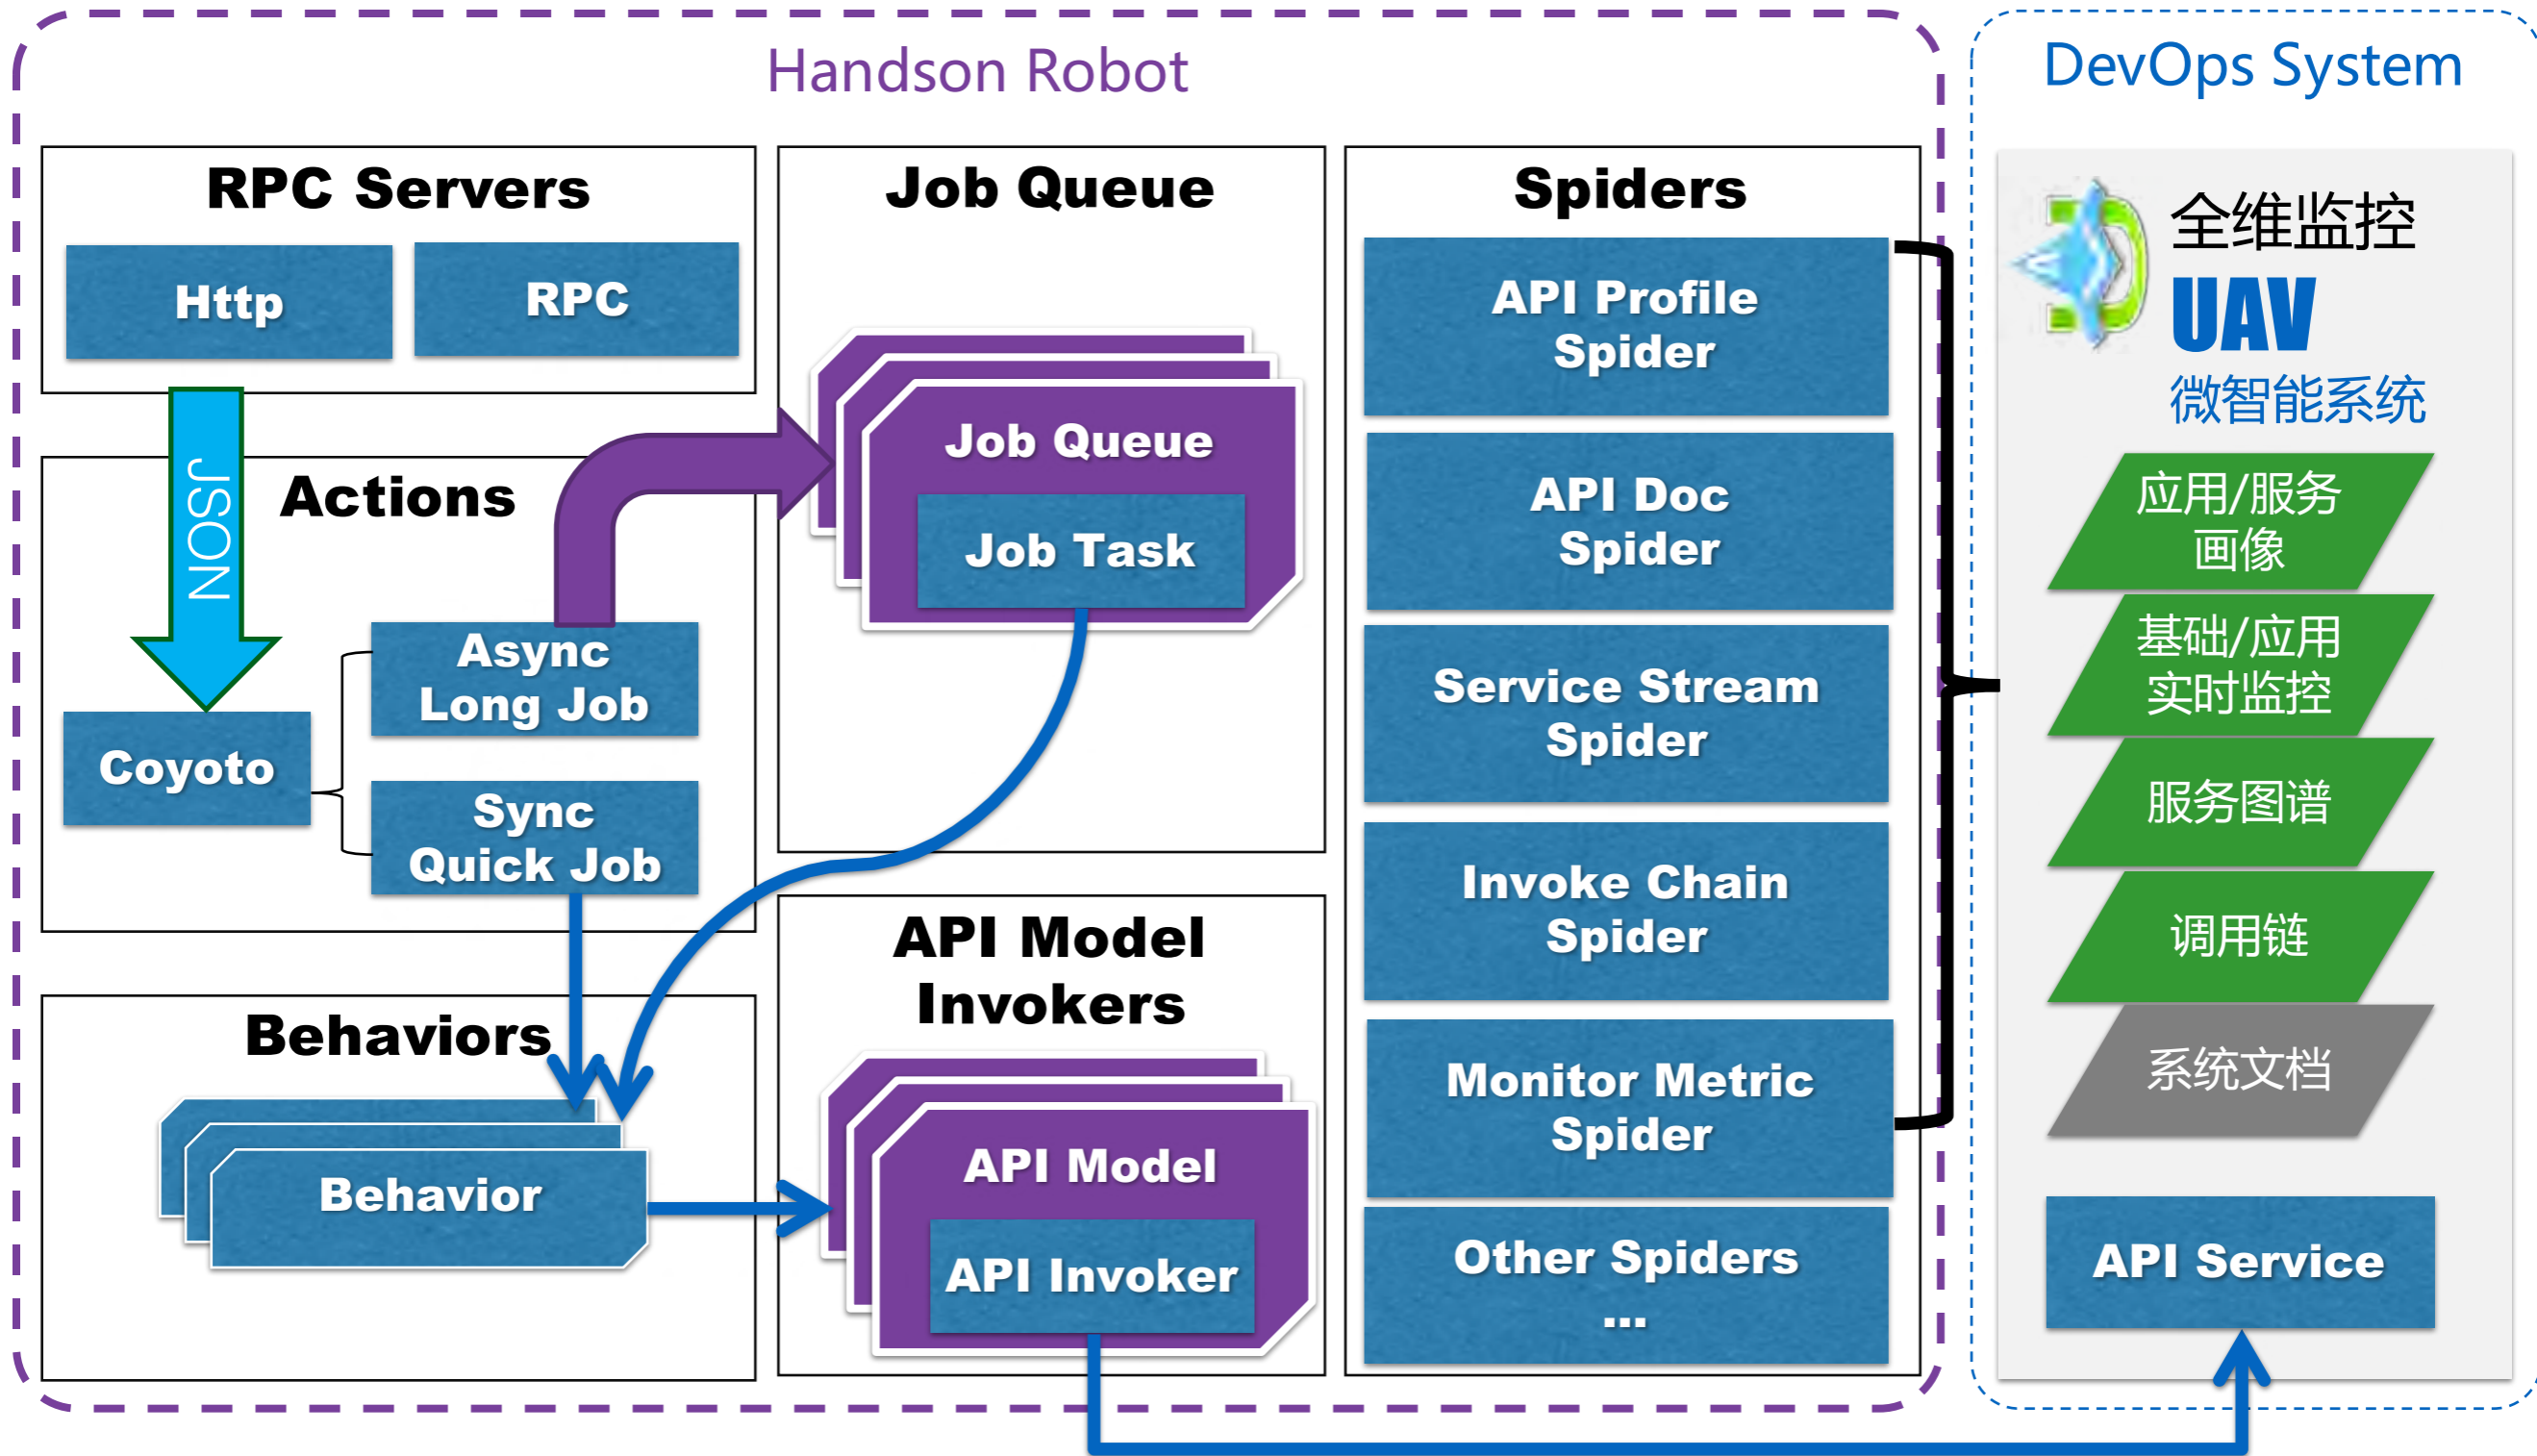 Handson Robot
RPC Servers
Http
RPC
JSON
Actions
Async
Long Job
Coyoto
Sync
Quick Job
Behaviors
Behavior
Job Queue
Job Queue
Job Task
API Model
Invokers
API Model
API Invoker
Spiders
API Profile
Spider
API Doc
Spider
Service Stream
Spider
Invoke Chain
Spider
Monitor Metric
Spider
Other Spiders
...
DevOps System
全维监控
UAV
微智能系统
应用/服务
画像
基础/应用
实时监控
服务图谱
调用链
系统文档
API Service